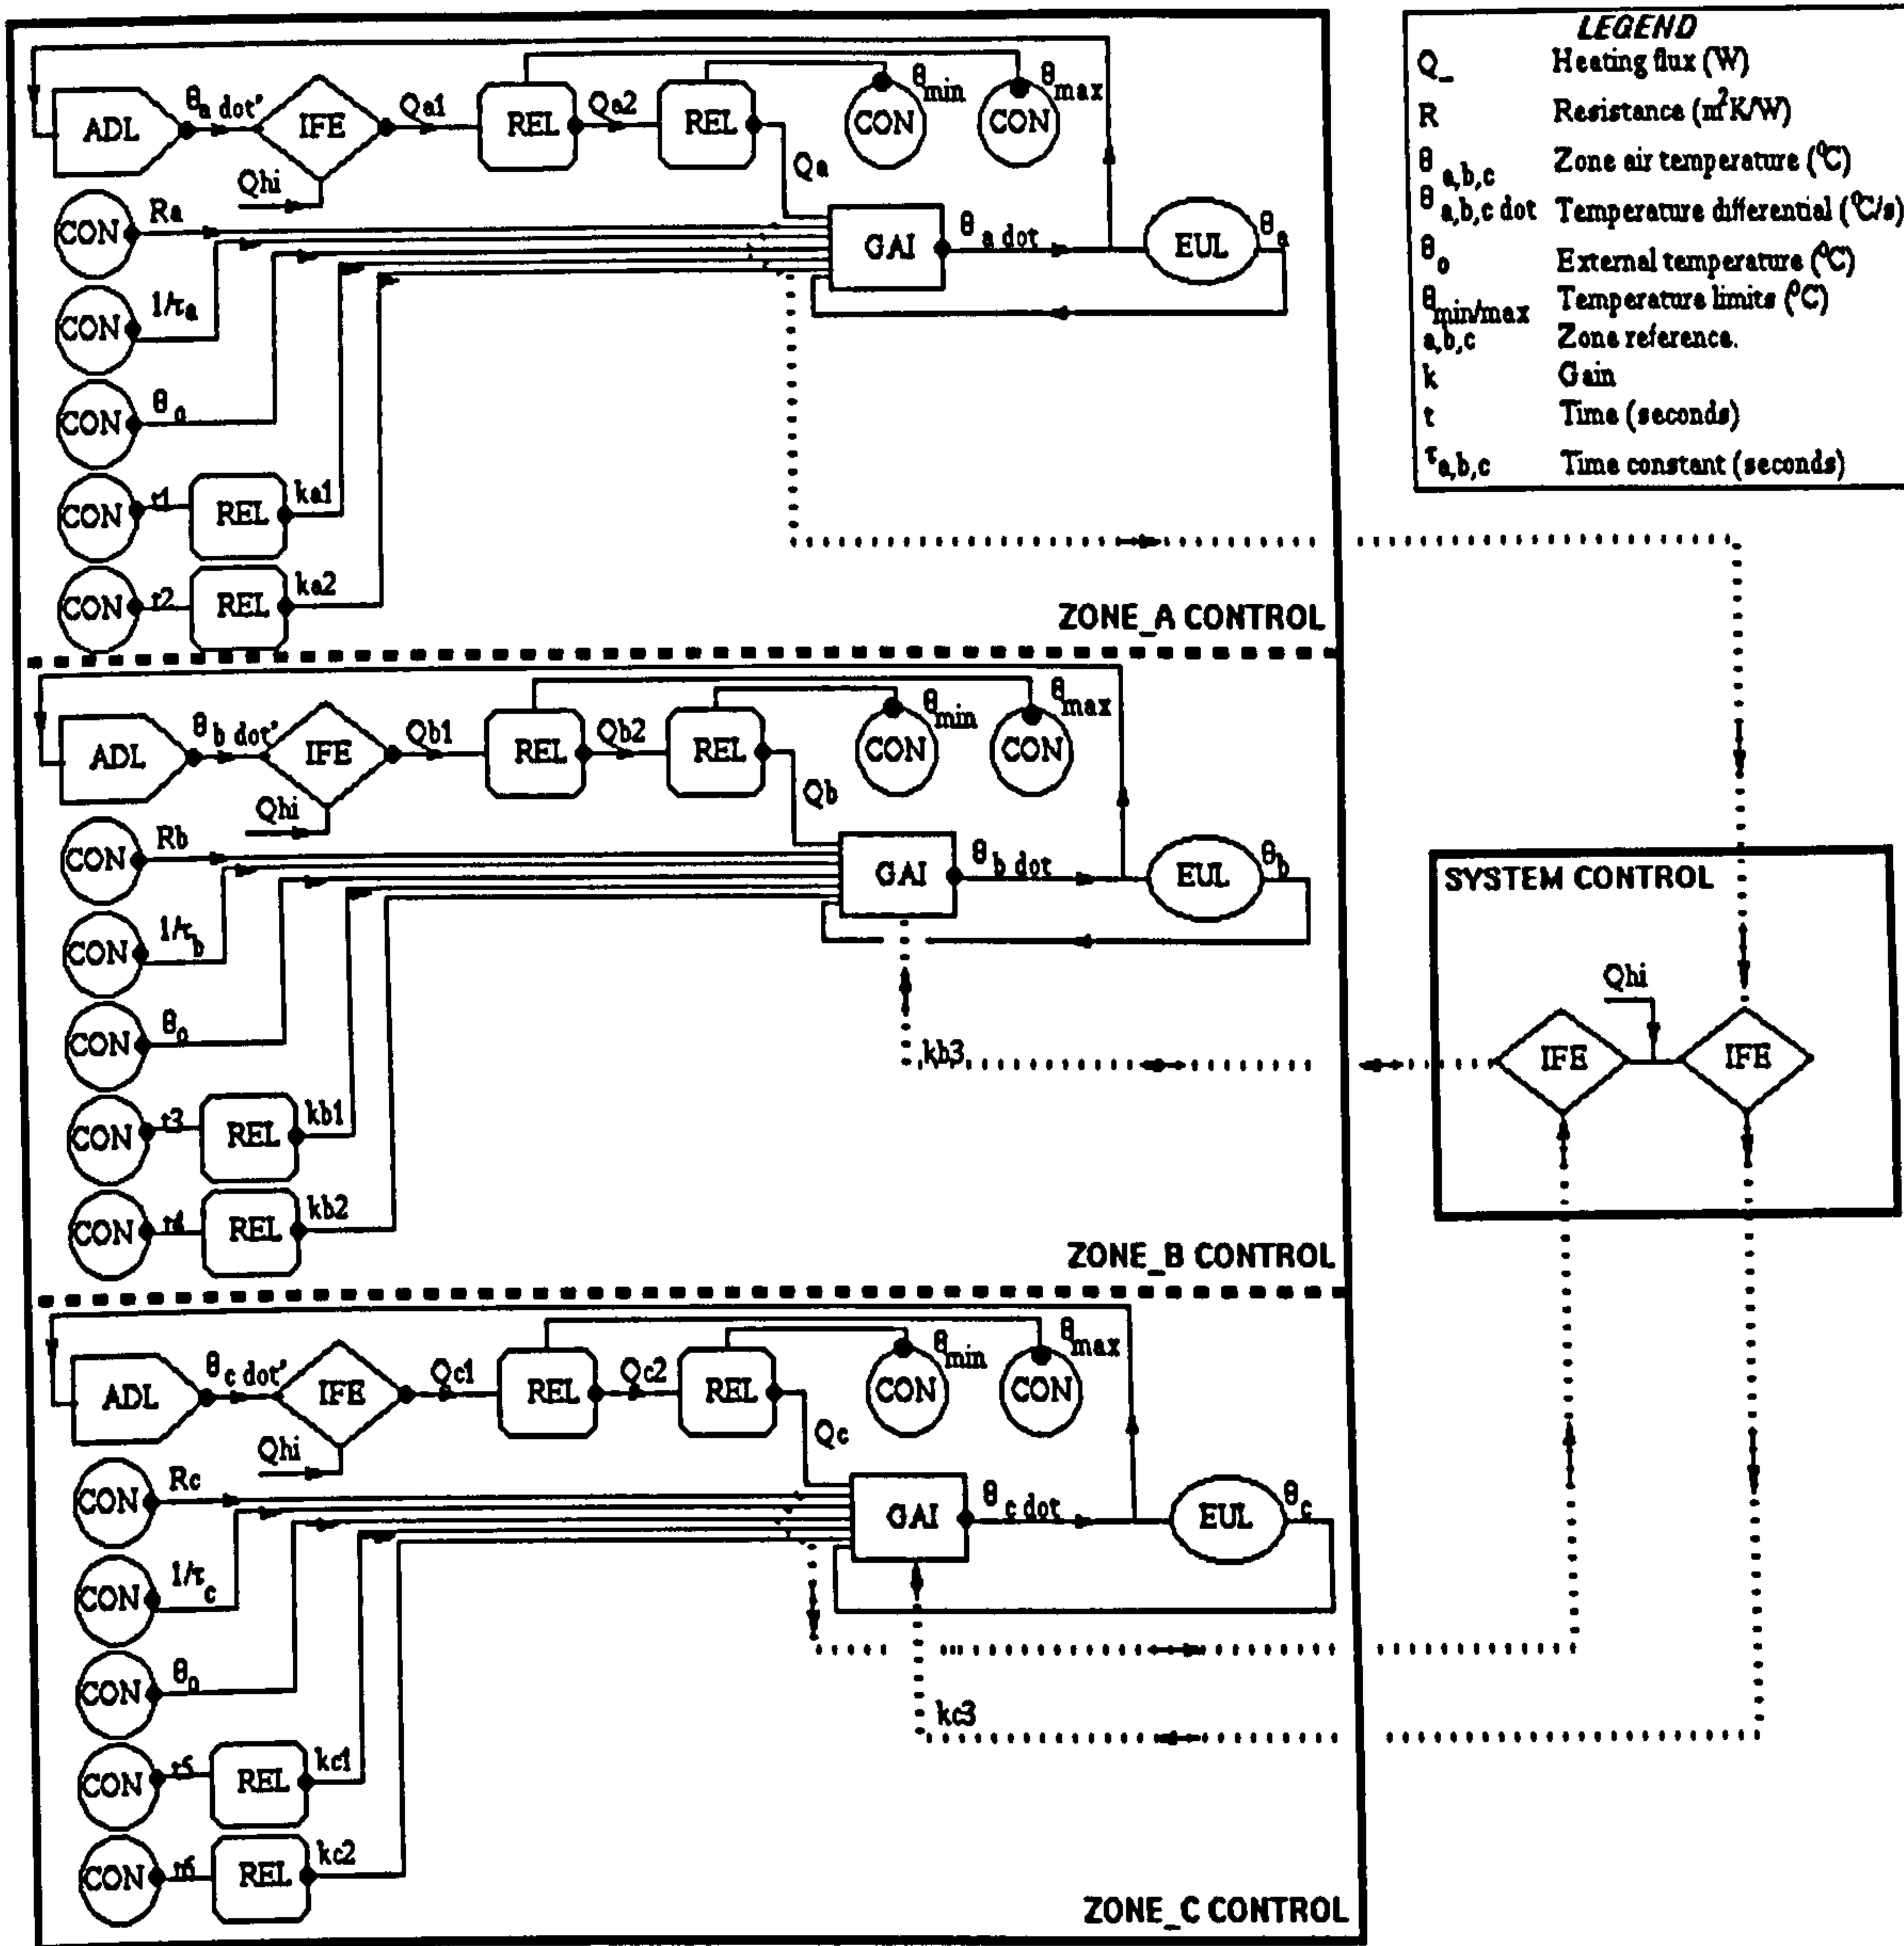 LEGEND
Q_ Heating flux (W)
R Resistance (m²K/W)
θ a,b,c Zone air temperature (⁰C)
θ a,b,c dot Temperature differential (⁰C/s)
θo External temperature (⁰C)
θmin/max Temperature limits (⁰C)
a,b,c Zone reference.
k Gain
t Time (seconds)
τa,b,c Time constant (seconds)
ADL
θa dot'
IFE
Qa1
REL
Qa2
REL
θmin
CON
θmax
CON
Qhi
Qa
CON
Ra
GAI
θa dot
EUL
θa
CON
1/τa
CON
θo
CON
t1
REL
ka1
CON
t2
REL
ka2
ZONE_A CONTROL
ADL
θb dot'
IFE
Qb1
REL
Qb2
REL
θmin
CON
θmax
CON
Qhi
Qb
CON
Rb
GAI
θb dot
EUL
θb
CON
1/τb
CON
θo
kb3
CON
t3
REL
kb1
CON
t4
REL
kb2
ZONE_B CONTROL
SYSTEM CONTROL
Qhi
IFE
IFE
ADL
θc dot'
IFE
Qc1
REL
Qc2
REL
θmin
CON
θmax
CON
Qhi
Qc
CON
Rc
GAI
θc dot
EUL
θc
CON
1/τc
CON
θo
kc3
CON
t5
REL
kc1
CON
t6
REL
kc2
ZONE_C CONTROL